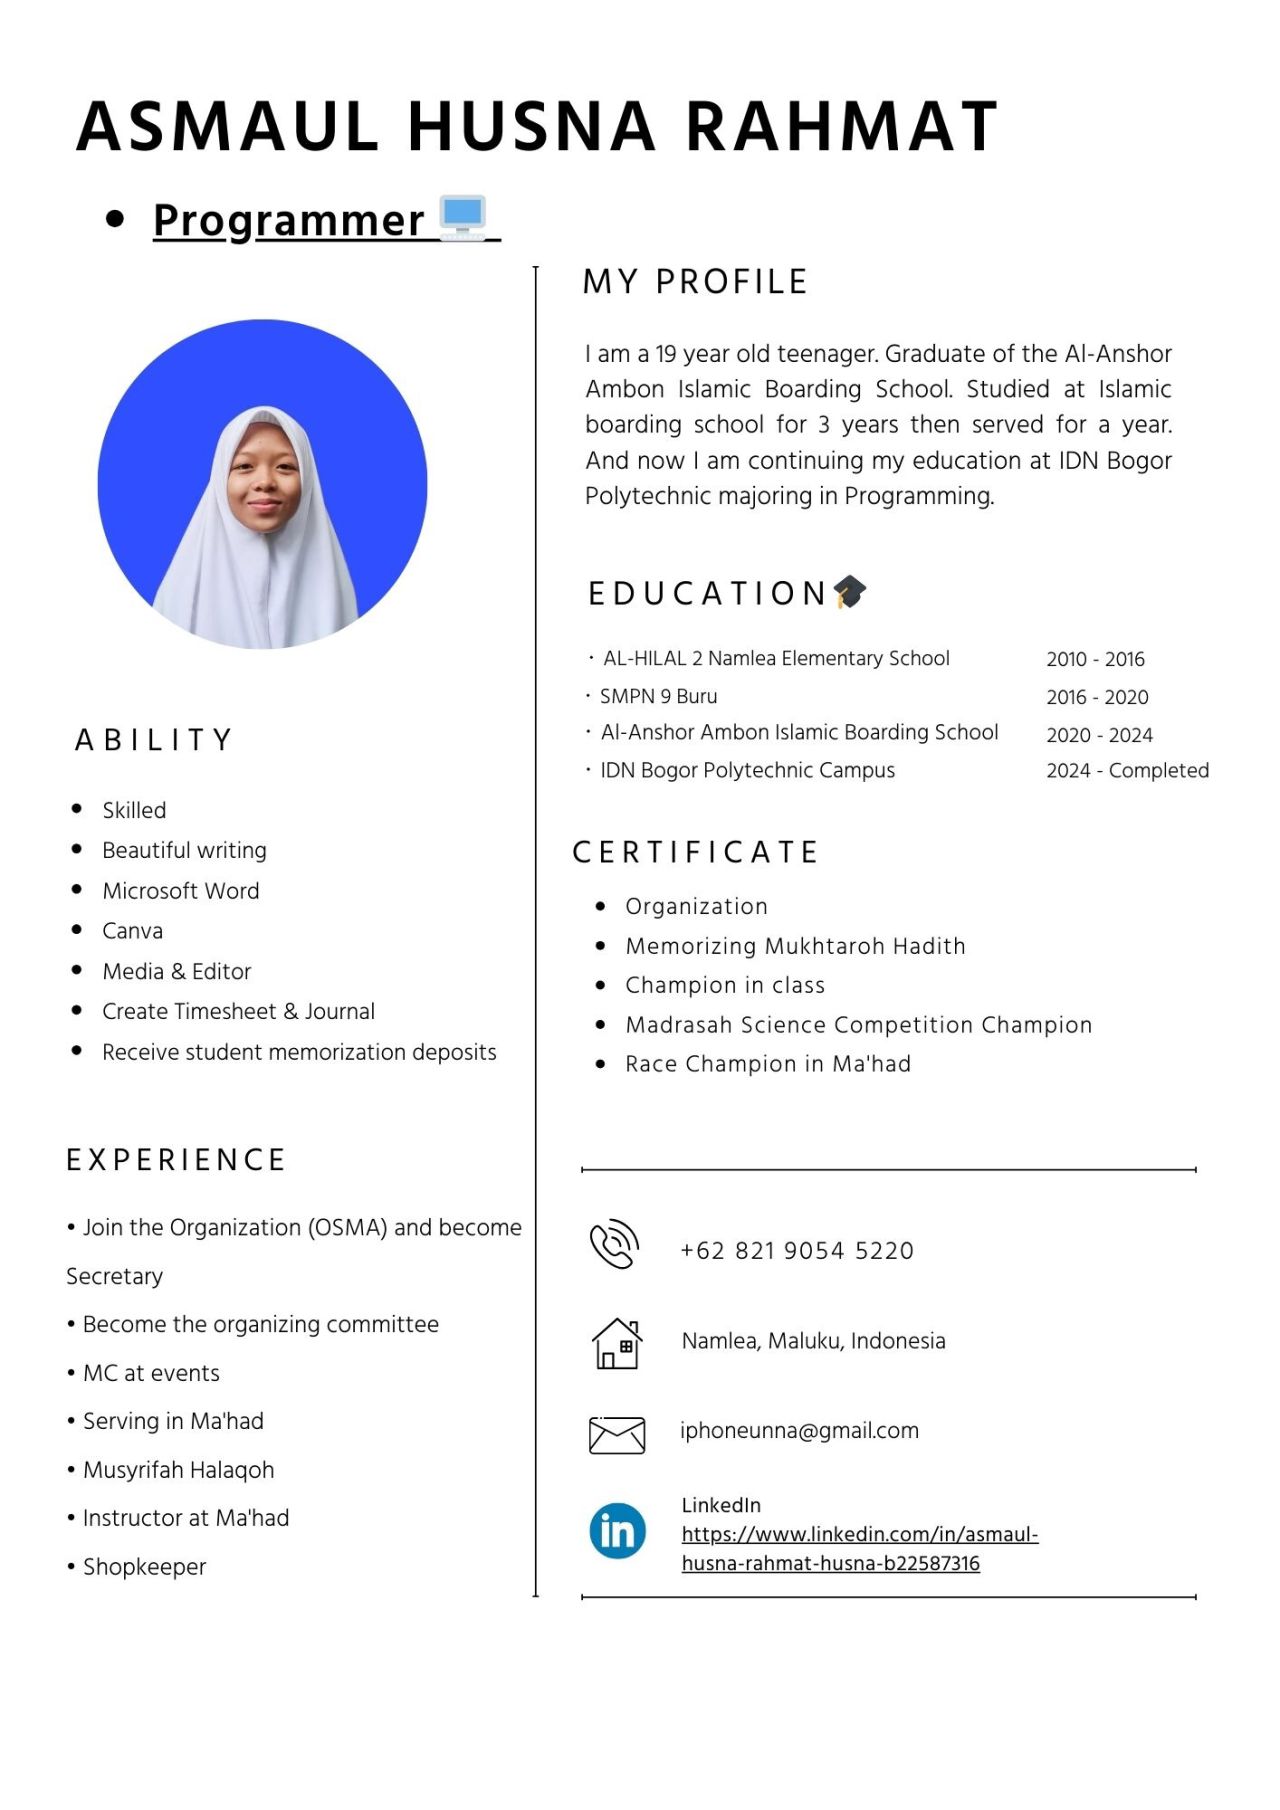 ASMAUL HUSNA RAHMAT
• Programmer
MY PROFILE
I am a 19 year old teenager. Graduate of the Al-Anshor
Ambon Islamic Boarding School. Studied at Islamic
boarding school for 3 years then served for a year.
And now I am continuing my education at IDN Bogor
Polytechnic majoring in Programming.
EDUCATION
· AL-HILAL 2 Namlea Elementary School 2010 - 2016
· SMPN 9 Buru 2016 - 2020
· Al-Anshor Ambon Islamic Boarding School 2020 - 2024
· IDN Bogor Polytechnic Campus 2024 - Completed
ABILITY
• Skilled
• Beautiful writing
• Microsoft Word
• Canva
• Media & Editor
• Create Timesheet & Journal
• Receive student memorization deposits
CERTIFICATE
• Organization
• Memorizing Mukhtaroh Hadith
• Champion in class
• Madrasah Science Competition Champion
• Race Champion in Ma'had
EXPERIENCE
• Join the Organization (OSMA) and become
Secretary
• Become the organizing committee
• MC at events
• Serving in Ma'had
• Musyrifah Halaqoh
• Instructor at Ma'had
• Shopkeeper
+62 821 9054 5220
Namlea, Maluku, Indonesia
iphoneunna@gmail.com
in
LinkedIn
https://www.linkedin.com/in/asmaul-
husna-rahmat-husna-b22587316